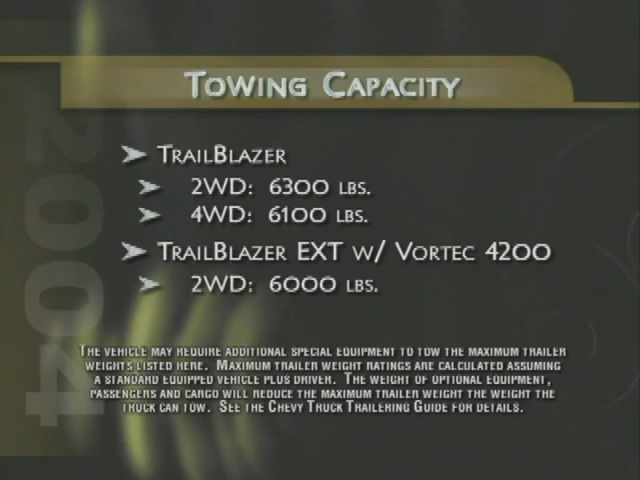 TOWING CAPACITY
2004
TRAILBLAZER
2WD: 6300 LBS.
4WD: 6100 LBS.
TRAILBLAZER EXT W/ VORTEC 4200
2WD: 6000 LBS.
THE VEHICLE MAY REQUIRE ADDITIONAL SPECIAL EQUIPMENT TO TOW THE MAXIMUM TRAILER
WEIGHTS LISTED HERE. MAXIMUM TRAILER WEIGHT RATINGS ARE CALCULATED ASSUMING
A STANDARD EQUIPPED VEHICLE PLUS DRIVER. THE WEIGHT OF OPTIONAL EQUIPMENT,
PASSENGERS AND CARGO WILL REDUCE THE MAXIMUM TRAILER WEIGHT THE WEIGHT THE
TRUCK CAN TOW. SEE THE CHEVY TRUCK TRAILERING GUIDE FOR DETAILS.